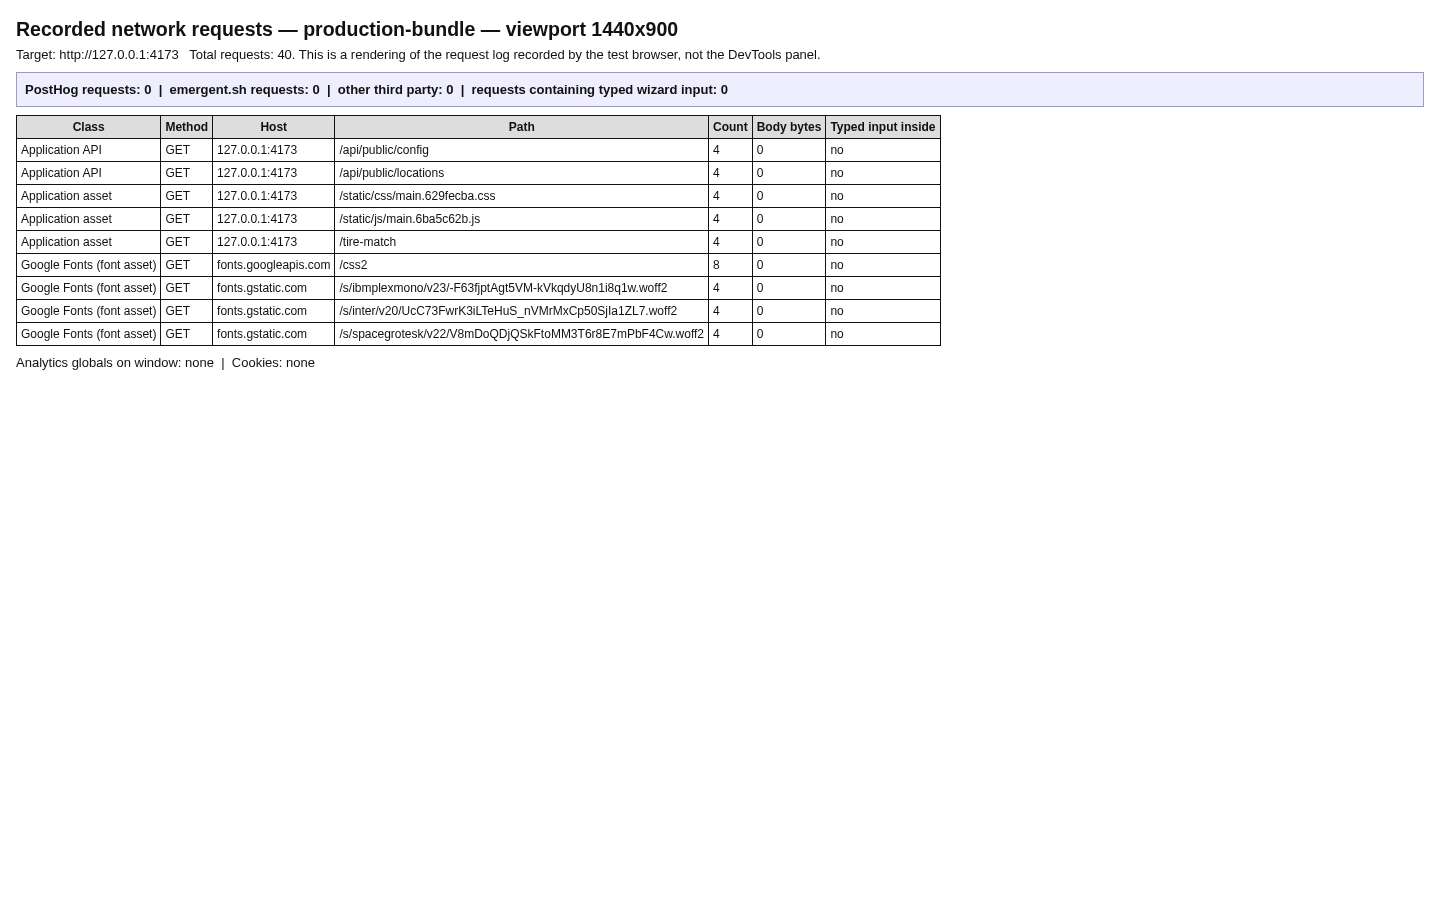 Recorded network requests — production-bundle — viewport 1440x900
Target: http://127.0.0.1:4173 Total requests: 40. This is a rendering of the request log recorded by the test browser, not the DevTools panel.
PostHog requests: 0 | emergent.sh requests: 0 | other third party: 0 | requests containing typed wizard input: 0
Class Method Host Path Count Body bytes Typed input inside
Application API GET 127.0.0.1:4173 /api/public/config 4 0 no
Application API GET 127.0.0.1:4173 /api/public/locations 4 0 no
Application asset GET 127.0.0.1:4173 /static/css/main.629fecba.css 4 0 no
Application asset GET 127.0.0.1:4173 /static/js/main.6ba5c62b.js 4 0 no
Application asset GET 127.0.0.1:4173 /tire-match 4 0 no
Google Fonts (font asset) GET fonts.googleapis.com /css2 8 0 no
Google Fonts (font asset) GET fonts.gstatic.com /s/ibmplexmono/v23/-F63fjptAgt5VM-kVkqdyU8n1i8q1w.woff2 4 0 no
Google Fonts (font asset) GET fonts.gstatic.com /s/inter/v20/UcC73FwrK3iLTeHuS_nVMrMxCp50SjIa1ZL7.woff2 4 0 no
Google Fonts (font asset) GET fonts.gstatic.com /s/spacegrotesk/v22/V8mDoQDjQSkFtoMM3T6r8E7mPbF4Cw.woff2 4 0 no
Analytics globals on window: none | Cookies: none